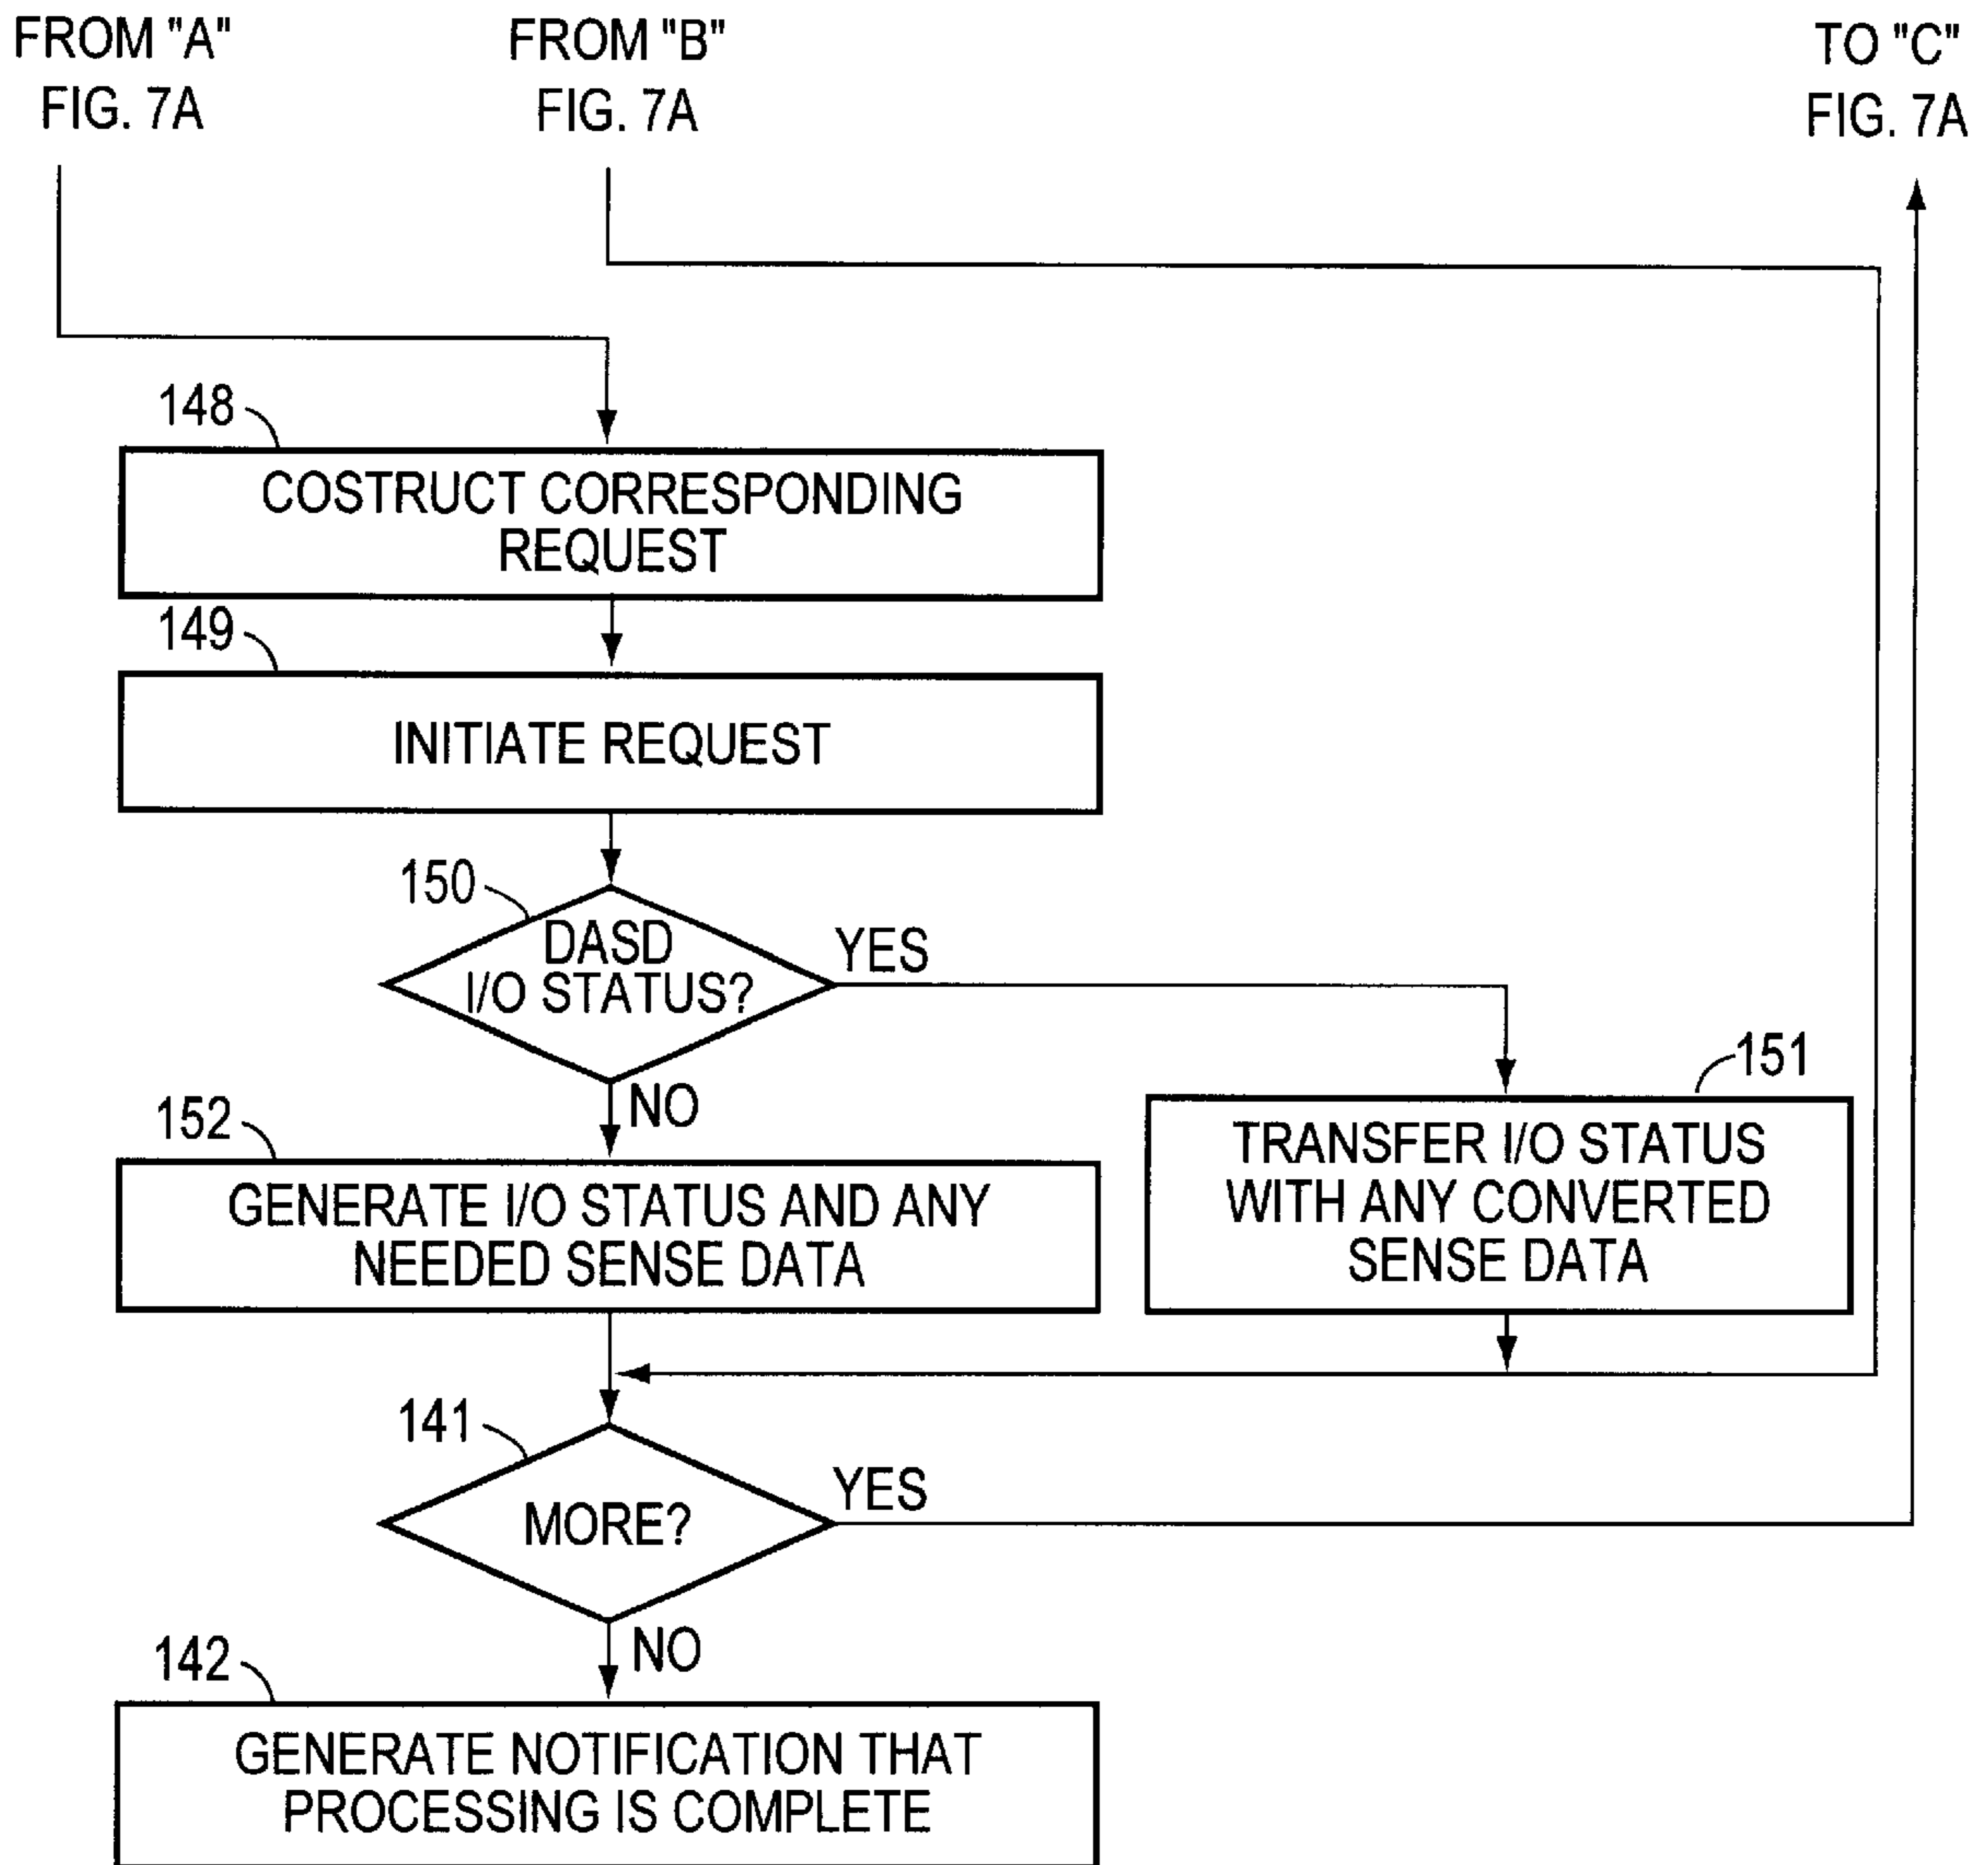 FROM "A"
FIG. 7A
FROM "B"
FIG. 7A
TO "C"
FIG. 7A
148
COSTRUCT CORRESPONDING
REQUEST
149
INITIATE REQUEST
150
DASD
I/O STATUS?
YES
NO
151
TRANSFER I/O STATUS
WITH ANY CONVERTED
SENSE DATA
152
GENERATE I/O STATUS AND ANY
NEEDED SENSE DATA
141
MORE?
YES
NO
142
GENERATE NOTIFICATION THAT
PROCESSING IS COMPLETE